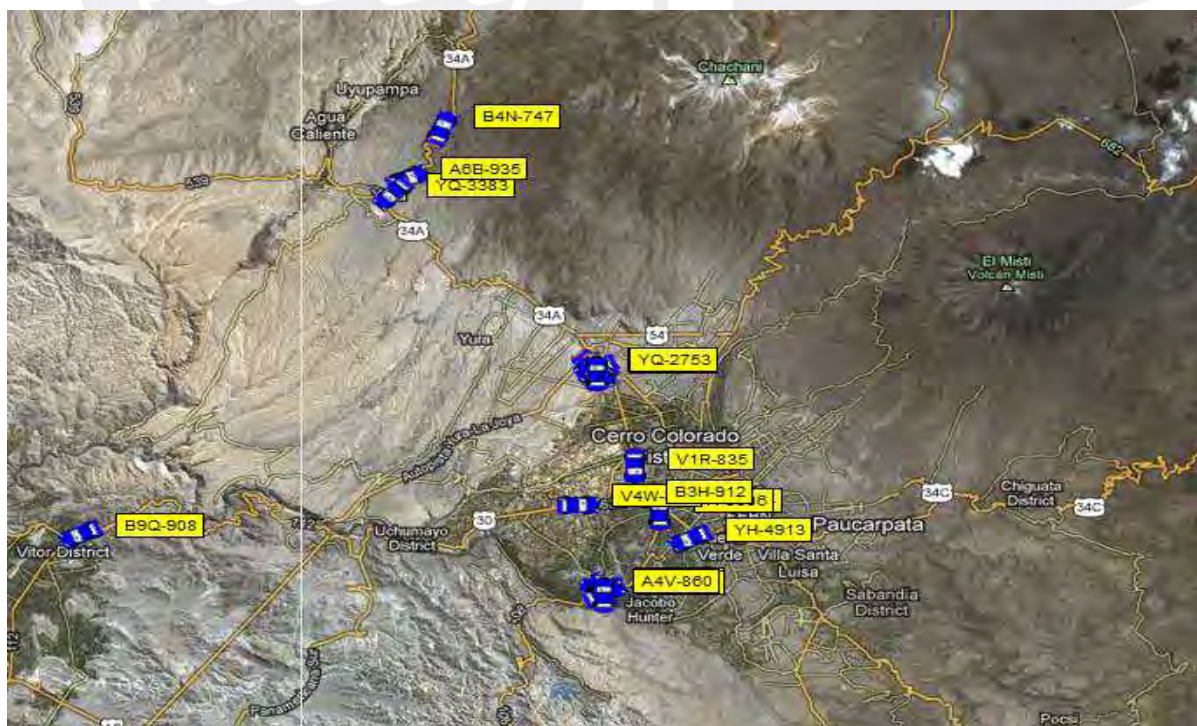 34A
Chachani
Uyupampa
Agua
Caliente
B4N-747
A6B-935
YQ-3383
34A
El Misti
Volcán Misti
34A
54
Yura
YQ-2753
Cerro Colorado
V1R-835
B3H-912
V4W-
34C
Chiguata
District
34C
B9Q-908
Vitor District
Uchumayo
District
30
YH-4913
Paucarpata
Verde
Villa Santa
Luisa
A4V-860
Jacobo
Hunter
Sabandia
District
Pocsi